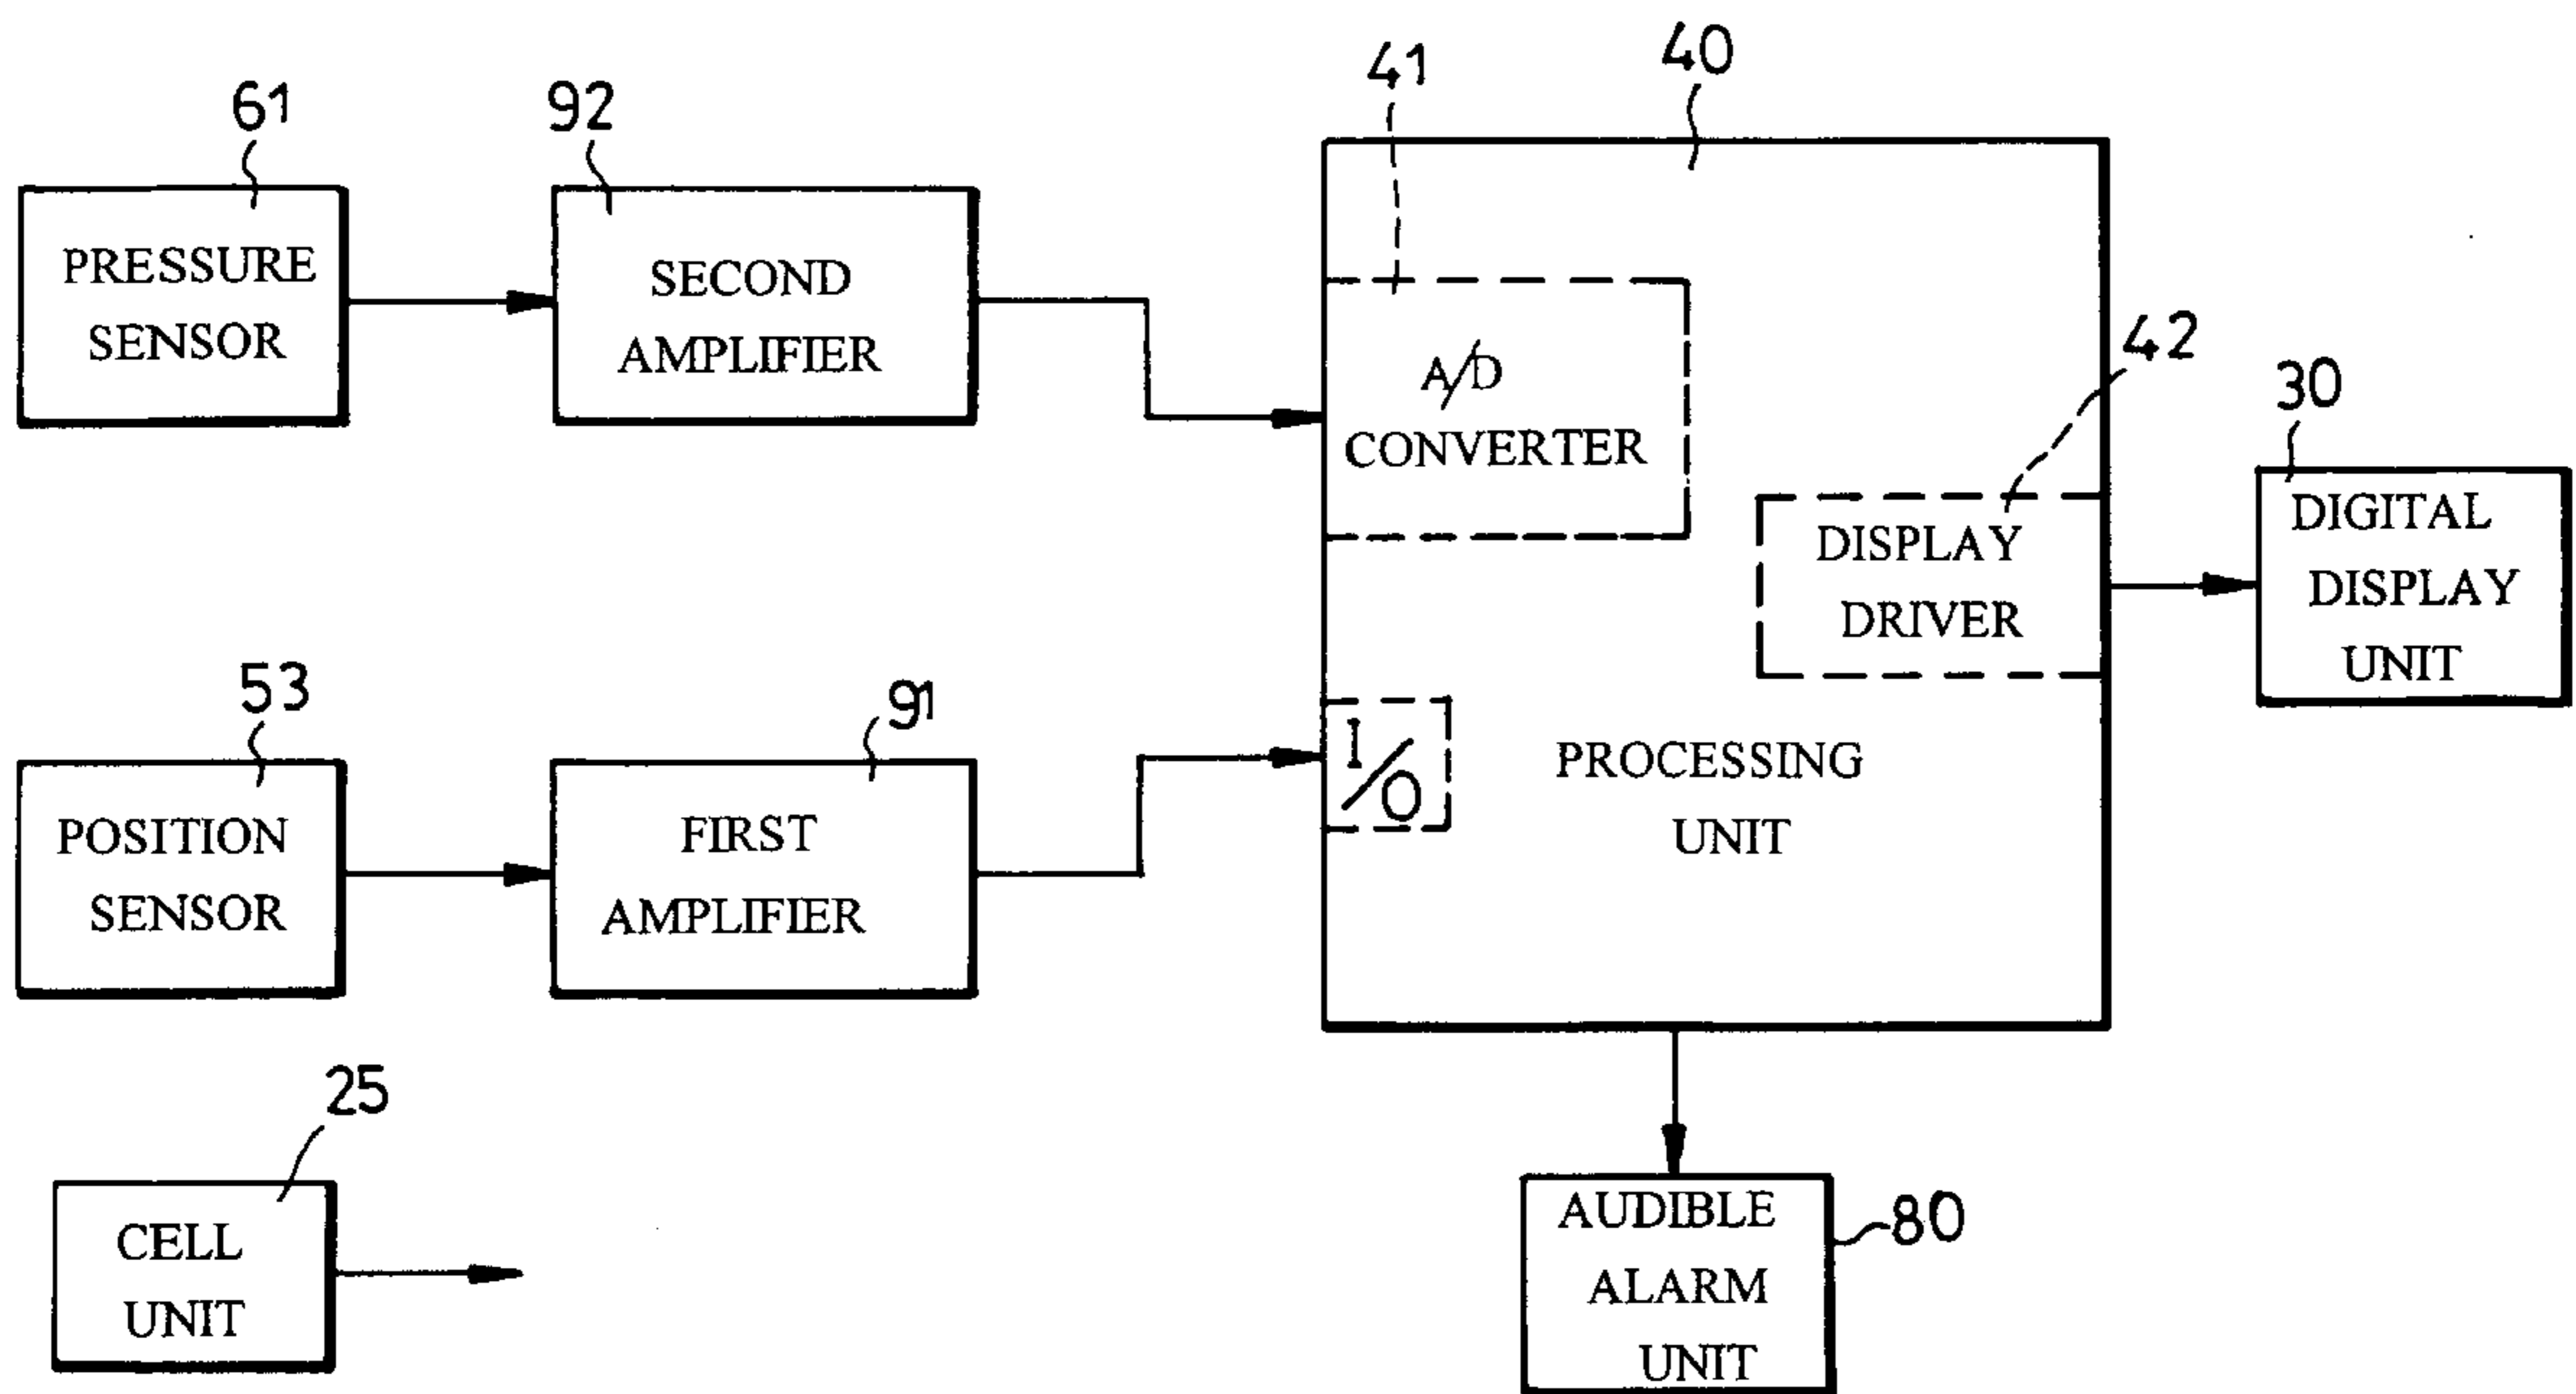 61
PRESSURE
SENSOR
92
SECOND
AMPLIFIER
41
A/D
CONVERTER
40
42
DISPLAY
DRIVER
30
DIGITAL
DISPLAY
UNIT
53
POSITION
SENSOR
91
FIRST
AMPLIFIER
I/O
PROCESSING
UNIT
25
CELL
UNIT
AUDIBLE
ALARM
UNIT
80